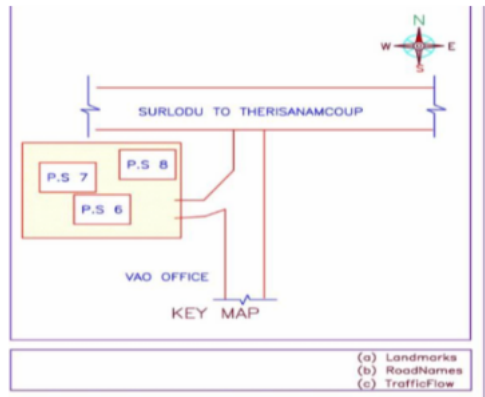 N
W E
S
SURLODU TO THERISANAMCOUP
P.S 8
P.S 7
P.S 6
VAO OFFICE
KEY MAP
(a) Landmarks
(b) RoadNames
(c) TrafficFlow